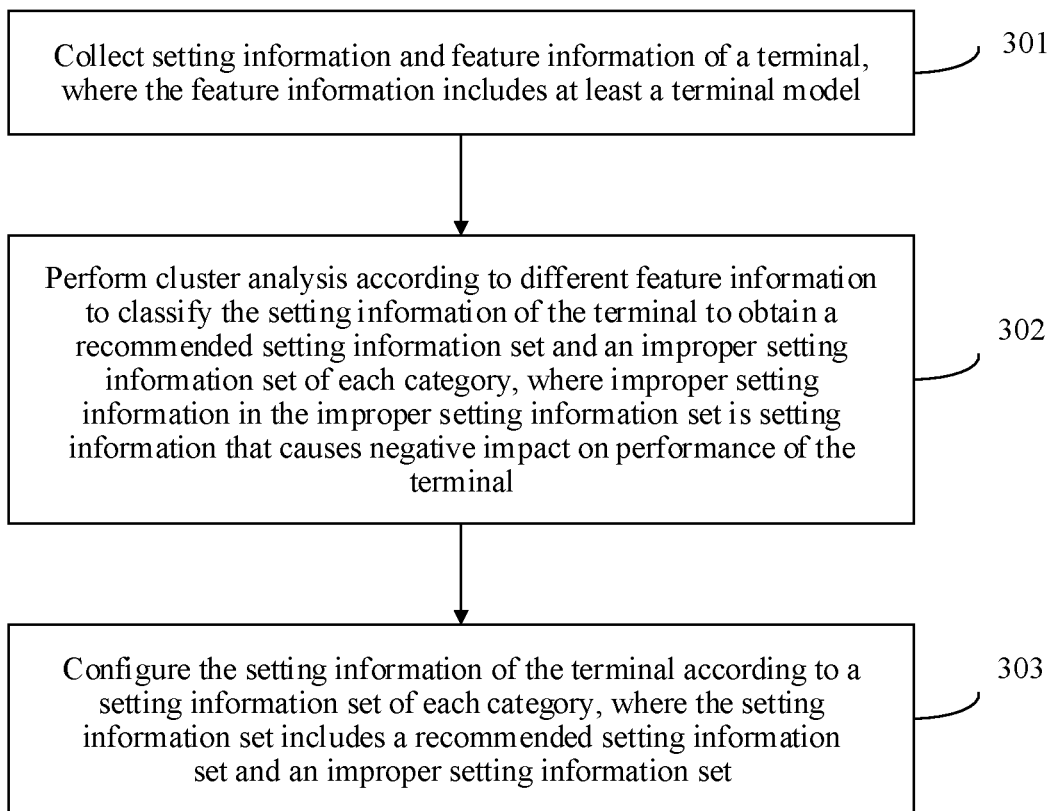 Collect setting information and feature information of a terminal,
where the feature information includes at least a terminal model
301
Perform cluster analysis according to different feature information
to classify the setting information of the terminal to obtain a
recommended setting information set and an improper setting
information set of each category, where improper setting
information in the improper setting information set is setting
information that causes negative impact on performance of the
terminal
302
Configure the setting information of the terminal according to a
setting information set of each category, where the setting
information set includes a recommended setting information
set and an improper setting information set
303